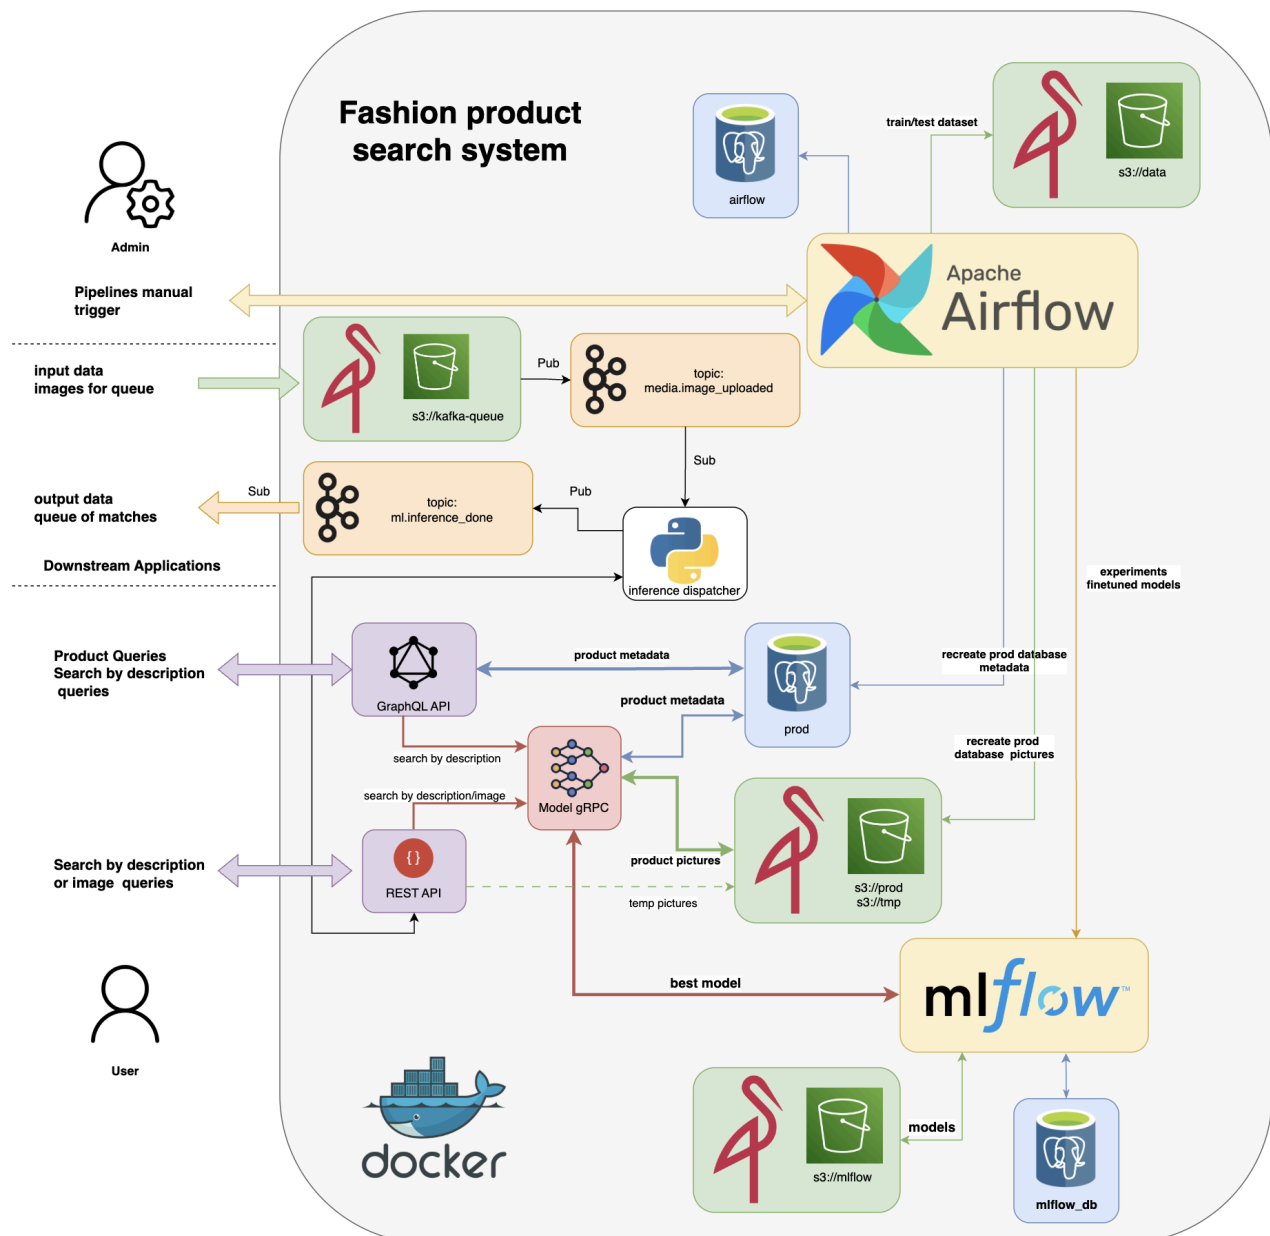 Fashion product
search system
train/test dataset
s3://data
airflow
Admin
Apache
Airflow
Pipelines manual
trigger
input data
images for queue
s3://kafka-queue
Pub
topic:
media.image_uploaded
Sub
output data
queue of matches
Sub
topic:
ml.inference_done
Pub
inference dispatcher
Downstream Applications
experiments
finetuned models
Product Queries
Search by description
queries
GraphQL API
product metadata
prod
recreate prod database
metadata
product metadata
search by description
Model gRPC
recreate prod
database pictures
search by description/image
Search by description
or image queries
{ }
REST API
product pictures
temp pictures
s3://prod
s3://tmp
best model
mlflow™
User
docker
s3://mlflow
models
mlflow_db